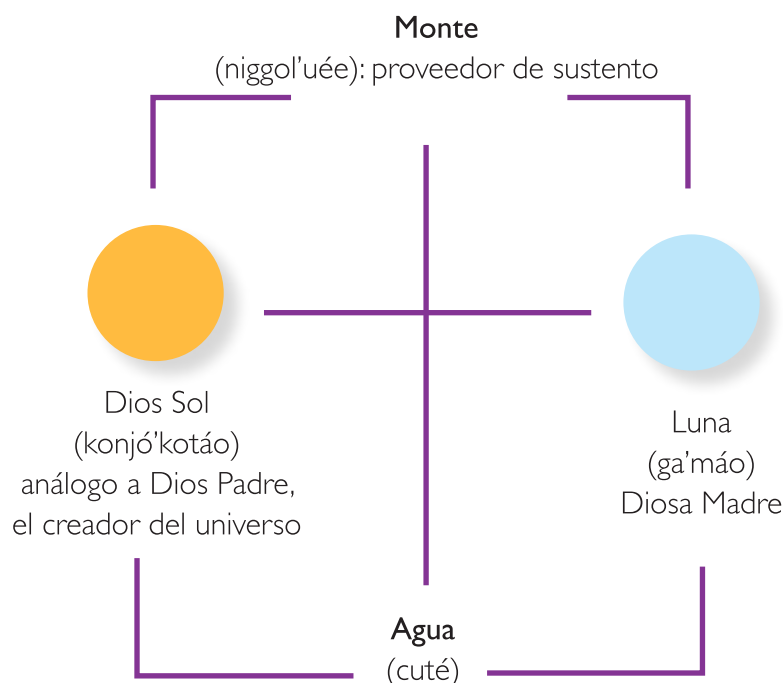 Monte
(niggol'uée): proveedor de sustento
Dios Sol
(konjó'kotáo)
análogo a Dios Padre,
el creador del universo
Luna
(ga'máo)
Diosa Madre
Agua
(cuté)